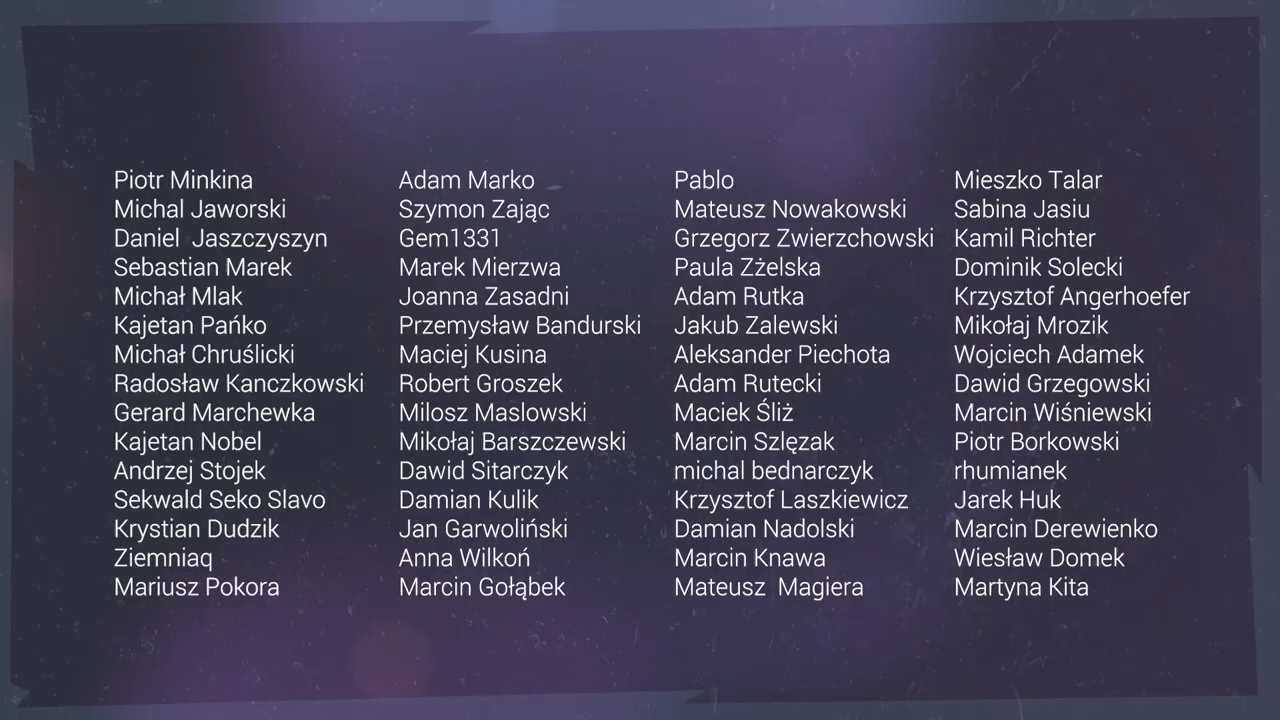 Piotr Minkina
Michal Jaworski
Daniel  Jaszczyszyn
Sebastian Marek
Michał Mlak
Kajetan Pańko
Michał Chruślicki
Radosław Kanczkowski
Gerard Marchewka
Kajetan Nobel
Andrzej Stojek
Sekwald Seko Slavo
Krystian Dudzik
Ziemniaq
Mariusz Pokora
Adam Marko
Szymon Zając
Gem1331
Marek Mierzwa
Joanna Zasadni
Przemysław Bandurski
Maciej Kusina
Robert Groszek
Milosz Maslowski
Mikołaj Barszczewski
Dawid Sitarczyk
Damian Kulik
Jan Garwoliński
Anna Wilkoń
Marcin Gołąbek
Pablo
Mateusz Nowakowski
Grzegorz Zwierzchowski
Paula Zżelska
Adam Rutka
Jakub Zalewski
Aleksander Piechota
Adam Rutecki
Maciek Śliż
Marcin Szlęzak
michal bednarczyk
Krzysztof Laszkiewicz
Damian Nadolski
Marcin Knawa
Mateusz  Magiera
Mieszko Talar
Sabina Jasiu
Kamil Richter
Dominik Solecki
Krzysztof Angerhoefer
Mikołaj Mrozik
Wojciech Adamek
Dawid Grzegowski
Marcin Wiśniewski
Piotr Borkowski
rhumianek
Jarek Huk
Marcin Derewienko
Wiesław Domek
Martyna Kita